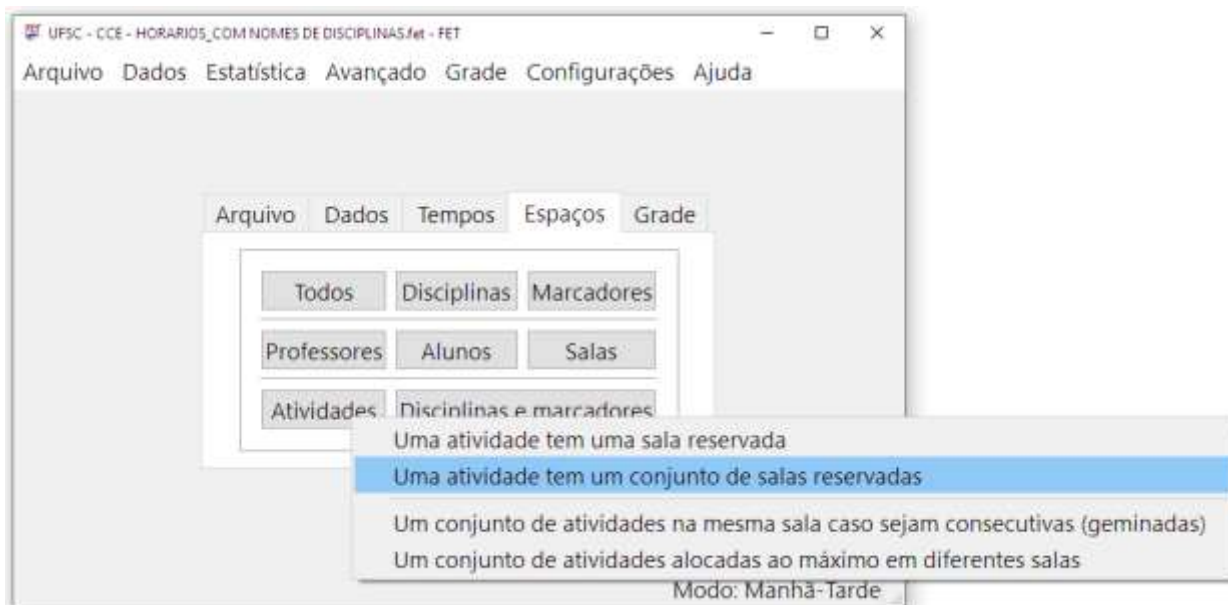 UFSC - CCE - HORARIOS_COM NOMES DE DISCIPLINAS.fet - FET
Arquivo Dados Estatística Avançado Grade Configurações Ajuda
Arquivo Dados Tempos Espaços Grade
Todos Disciplinas Marcadores
Professores Alunos Salas
Atividades Disciplinas e marcadores
Uma atividade tem uma sala reservada
Uma atividade tem um conjunto de salas reservadas
Um conjunto de atividades na mesma sala caso sejam consecutivas (geminadas)
Um conjunto de atividades alocadas ao máximo em diferentes salas
Modo: Manhã-Tarde